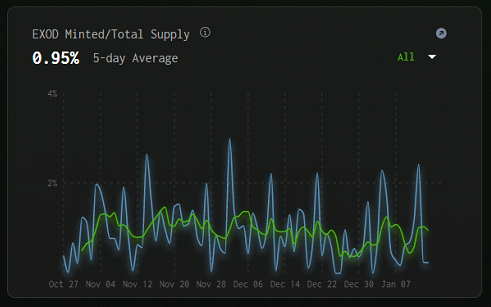 EXOD Minted/Total Supply
0.95% 5-day Average
All
4%
2%
Oct 27 Nov 04 Nov 12 Nov 20 Nov 28 Dec 06 Dec 14 Dec 22 Dec 30 Jan 07